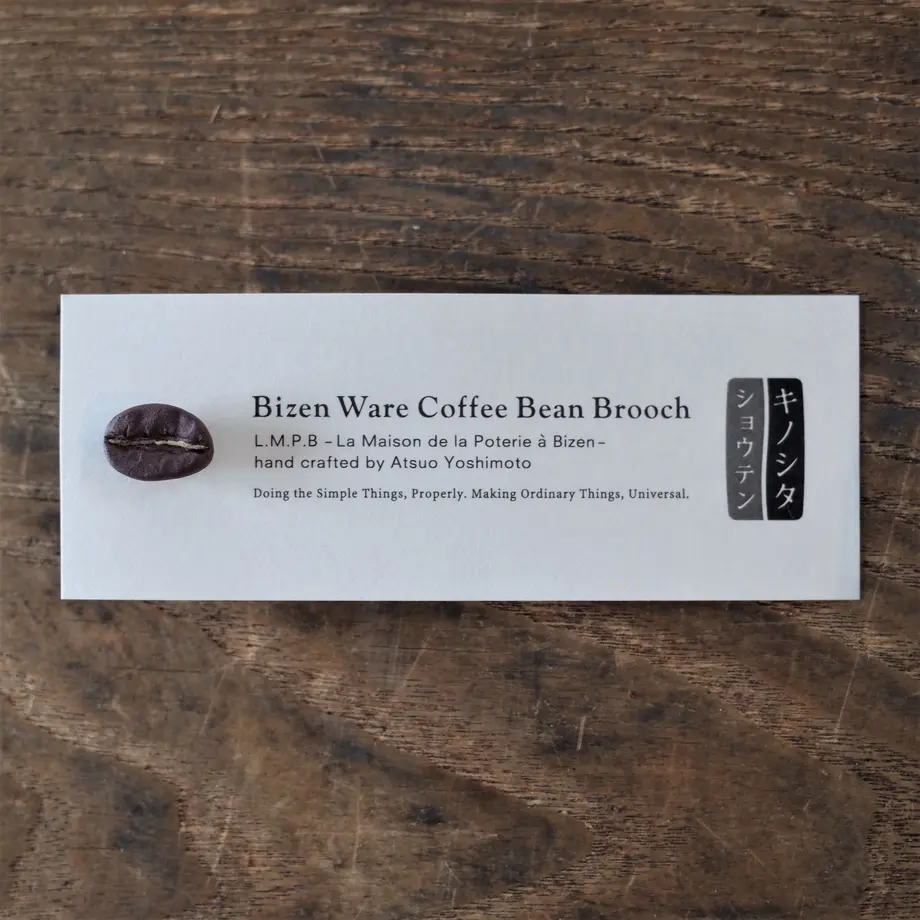 Bizen Ware Coffee Bean Brooch
L.M.P.B －La Maison de la Poterie à Bizen－
hand crafted by Atsuo Yoshimoto
Doing the Simple Things, Properly. Making Ordinary Things, Universal.
キノシタ
ショウテン